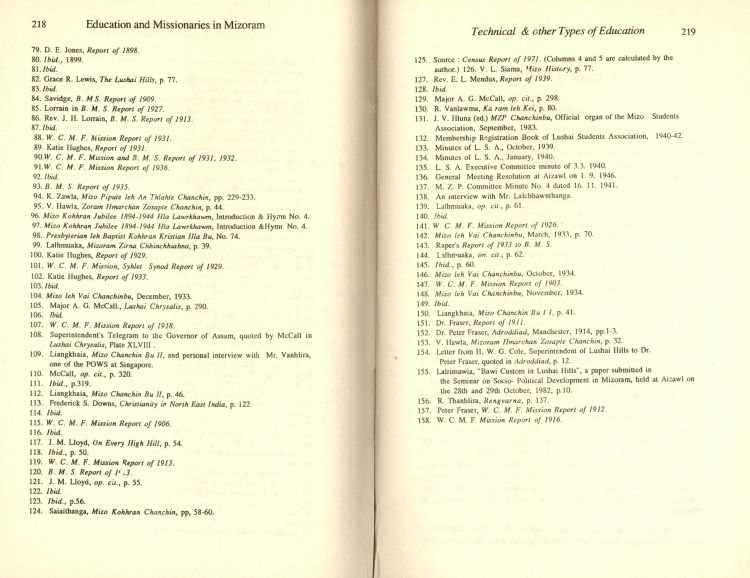 218 Education and Missionaries in Mizoram
79. D. E. Jones, Report of 1898.
80. Ibid., 1899.
81. Ibid.
82. Grace R. Lewis, The Lushai Hills, p. 77.
83. Ibid.
84. Savidge, B. M.S. Report of 1909.
85. Lorrain in B. M. S. Report of 1927.
86. Rev. J. H. Lorrain, B. M. S. Report of 1913.
87. Ibid.
88. W. C. M. F. Mission Report of 1931.
89. Katie Hughes, Report of 1931.
90. W. C. M. F. Mission and B. M. S. Report of 1931, 1932.
91. W. C. M. F. Mission Report of 1936.
92. Ibid.
93. B. M. S. Report of 1935.
94. K. Zawla, Mizo Pipute leh An Thlahte Chanchin, pp. 229-233.
95. V. Hawla, Zoram Hmarchan Zosapte Chanchin, p. 44.
96. Mizo Kohhran Jubilee 1894-1944 Hla Lawrkhawm, Introduction & Hymn No. 4.
97. Mizo Kohhran Jubilee 1894-1944 Hla Lawrkhawm, Introduction &Hymn No. 4.
98. Presbyterian leh Baptist Kohhran Kristian Hla Bu, No. 74.
99. Lalhmuaka, Mizoram Zirna Chhinchhiahna, p. 39.
100. Katie Hughes, Report of 1929.
101. W. C. M. F. Mission, Syhlet Synod Report of 1929.
102. Katie Hughes, Report of 1933.
103. Ibid.
104. Mizo leh Vai Chanchinbu, December, 1933.
105. Major A. G. McCall., Lushai Chrysalis, p. 290.
106. Ibid.
107. W. C. M. F. Mission Report of 1918.
108. Superintendent's Telegram to the Governor of Assam, quoted by McCall in
Lushai Chrysalis, Plate XLVIII .
109. Liangkhaia, Mizo Chanchin Bu II, and personal interview with Mr. Vanhlira,
one of the POWS at Singapore.
110. McCall, op. cit., p. 320.
111. Ibid., p.319.
112. Liangkhaia, Mizo Chanchin Bu II, p. 46.
113. Frederick S. Downs, Christianity in North East India, p. 122
114. Ibid.
115. W. C. M. F. Mission Report of 1906.
116. Ibid.
117. J. M. Lloyd, On Every High Hill, p. 54.
118. Ibid., p. 50.
119. W. C. M. F. Mission Report of 1913.
120. B. M. S. Report of
121. J. M. Lloyd, op. cit., p. 55.
122. Ibid.
123. Ibid., p.56.
124. Saiaithanga, Mizo Kohhran Chanchin, pp, 58-60.
Technical & other Types of Education 219
125. Source : Census Report of 1971. (Columns 4 and 5 are calculated by the
author.) 126. V. L. Siama, Mizo History, p. 77.
127. Rev. E. L. Mendus, Report of 1939.
128. Ibid.
129. Major A. G. McCall, op. cit., p. 298.
130. R. Vanlawma, Ka ram leh Kei, p. 80.
131. J. V. Hluna (ed.) MZP Chanchinbu, Official organ of the Mizo Students
Association, September, 1983.
132. Membership Registration Book of Lushai Students Association, 1940-42.
133. Minutes of L. S. A., October, 1939.
134. Minutes of L. S. A., January, 1940.
135. L. S. A. Executive Committee minute of 3.3. 1940.
136. General Meeting Resolution at Aizawl on 1. 9. 1946.
137. M. Z. P. Committee Minute No. 4 dated 16. 11. 1941.
138. An interview with Mr. Lalchhawnthanga.
139. Lalhmuaka, op. cit., p. 61.
140. Ibid.
141. W. C. M. F. Mission Report of 1926.
142. Mizo leh Vai Chanchinbu, March, 1933, p. 70.
143. Raper's Report of 1933 to B. M. S.
144. Lalhmuaka, op. cit., p. 62.
145. Ibid., p. 60.
146. Mizo leh Vai Chanchinbu, October, 1934.
147. W. C. M. F. Mission Report of 1903.
148. Mizo leh Vai Chanchinbu, November, 1934.
149. Ibid.
150. Liangkhaia, Mizo Chanchin Bu I I, p. 41.
151. Dr. Fraser, Report of 1911.
152. Dr. Peter Fraser, Adroddiad, Manchester, 1914, pp.1-3.
153. V. Hawla, Mizoram Hmarchan Zosapte Chanchin, p. 32.
154. Letter from H. W. G. Cole, Superintendent of Lushai Hills to Dr.
Peter Fraser, quoted in Adroddiad, p. 12.
155. Lalrimawia, "Bawi Custom in Lushai Hills", a paper submitted in
the Seminar on Socio- Political Development in Mizoram, held at Aizawl on
the 28th and 29th October, 1982, p.10.
156. R. Thanhlira, Bengvarna, p. 137.
157. Peter Fraser, W. C. M. F. Mission Report of 1912.
158. W. C. M. F. Mission Report of 1916.